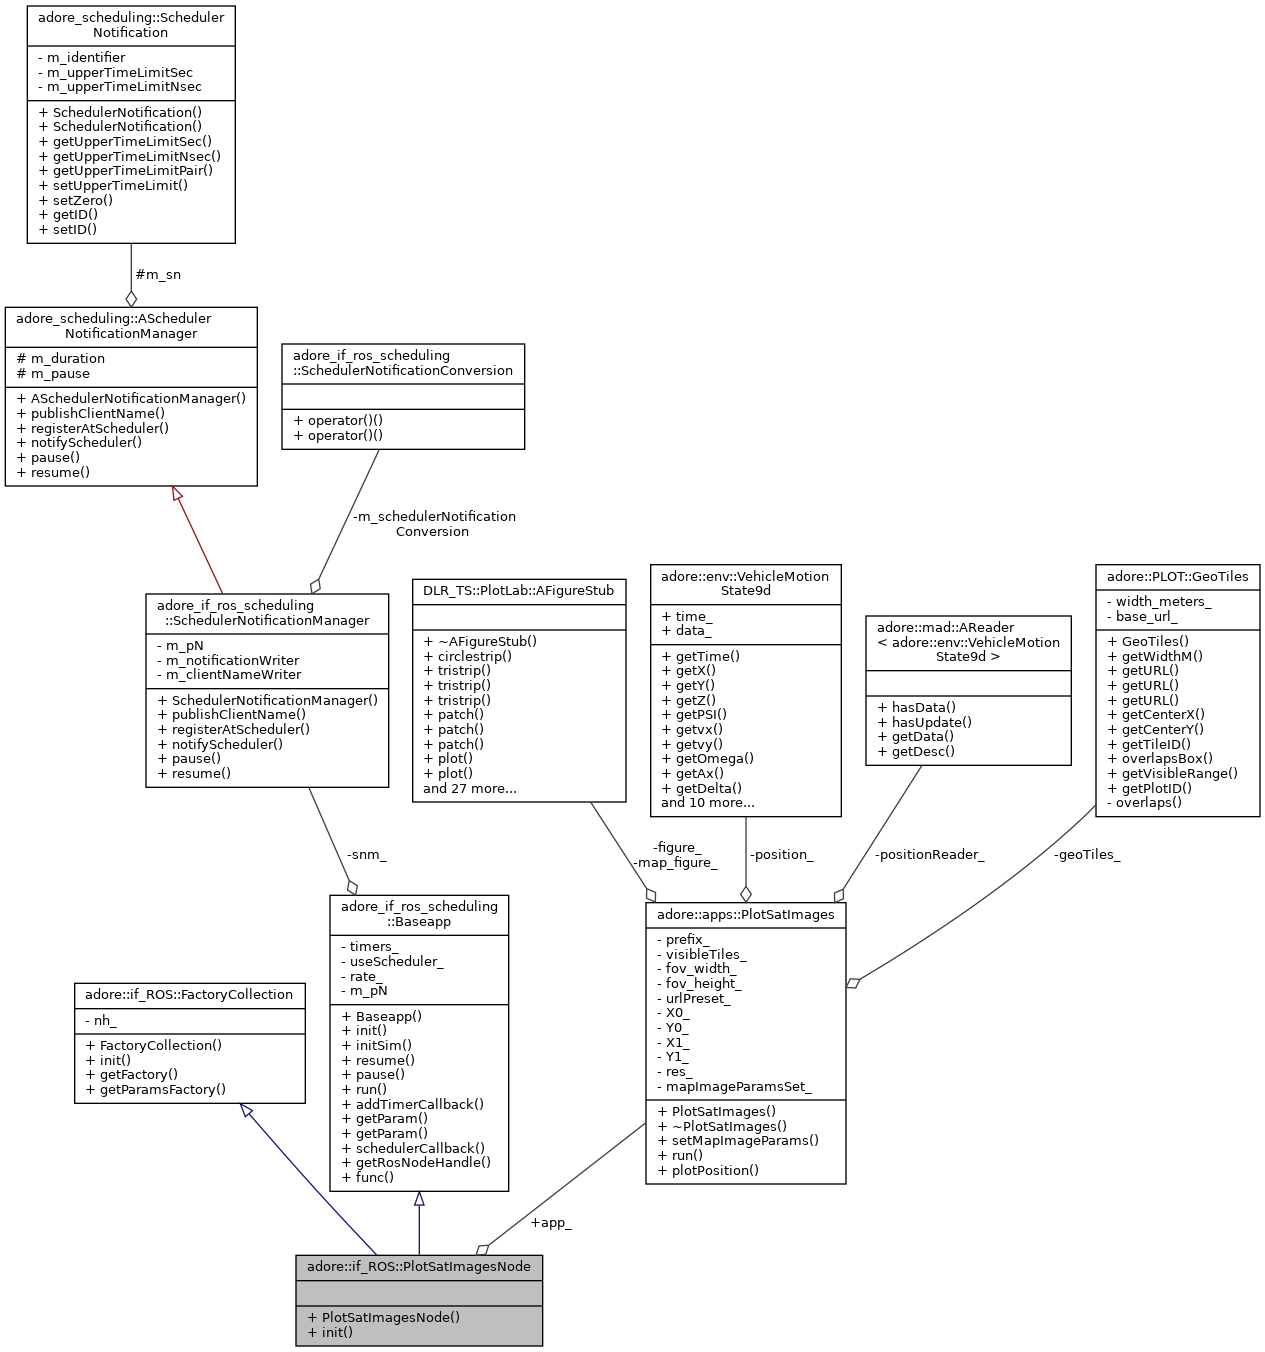 adore_scheduling::Scheduler
Notification
- m_identifier
- m_upperTimeLimitSec
- m_upperTimeLimitNsec
+ SchedulerNotification()
+ SchedulerNotification()
+ getUpperTimeLimitSec()
+ getUpperTimeLimitNsec()
+ getUpperTimeLimitPair()
+ setUpperTimeLimit()
+ setZero()
+ getID()
+ setID()
#m_sn
adore_scheduling::AScheduler
NotificationManager
# m_duration
# m_pause
+ ASchedulerNotificationManager()
+ publishClientName()
+ registerAtScheduler()
+ notifyScheduler()
+ pause()
+ resume()
adore_if_ros_scheduling
::SchedulerNotificationConversion
+ operator()()
+ operator()()
-m_schedulerNotification
Conversion
adore_if_ros_scheduling
::SchedulerNotificationManager
- m_pN
- m_notificationWriter
- m_clientNameWriter
+ SchedulerNotificationManager()
+ publishClientName()
+ registerAtScheduler()
+ notifyScheduler()
+ pause()
+ resume()
DLR_TS::PlotLab::AFigureStub
+ ~AFigureStub()
+ circlestrip()
+ tristrip()
+ tristrip()
+ tristrip()
+ patch()
+ patch()
+ patch()
+ plot()
+ plot()
and 27 more...
adore::env::VehicleMotion
State9d
+ time_
+ data_
+ getTime()
+ getX()
+ getY()
+ getZ()
+ getPSI()
+ getvx()
+ getvy()
+ getOmega()
+ getAx()
+ getDelta()
and 10 more...
adore::mad::AReader
< adore::env::VehicleMotion
State9d >
+ hasData()
+ hasUpdate()
+ getData()
+ getDesc()
adore::PLOT::GeoTiles
- width_meters_
- base_url_
+ GeoTiles()
+ getWidthM()
+ getURL()
+ getURL()
+ getURL()
+ getCenterX()
+ getCenterY()
+ getTileID()
+ overlapsBox()
+ getVisibleRange()
+ getPlotID()
- overlaps()
-snm_
-figure_
-map_figure_
-position_
-positionReader_
-geoTiles_
adore_if_ros_scheduling
::Baseapp
- timers_
- useScheduler_
- rate_
- m_pN
+ Baseapp()
+ init()
+ initSim()
+ resume()
+ pause()
+ run()
+ addTimerCallback()
+ getParam()
+ getParam()
+ schedulerCallback()
+ getRosNodeHandle()
+ func()
adore::apps::PlotSatImages
- prefix_
- visibleTiles_
- fov_width_
- fov_height_
- urlPreset_
- X0_
- Y0_
- X1_
- Y1_
- res_
- mapImageParamsSet_
+ PlotSatImages()
+ ~PlotSatImages()
+ setMapImageParams()
+ run()
+ plotPosition()
adore::if_ROS::FactoryCollection
- nh_
+ FactoryCollection()
+ init()
+ getFactory()
+ getParamsFactory()
+app_
adore::if_ROS::PlotSatImagesNode
+ PlotSatImagesNode()
+ init()